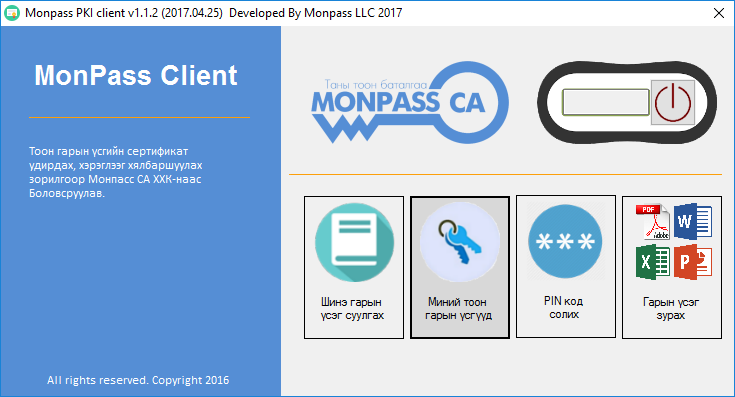 Monpass PKI client v1.1.2 (2017.04.25)  Developed By Monpass LLC 2017
MonPass Client
Тоон гарын үсгийн сертификат
удирдах, хэрэглээг хялбаршуулах
зорилгоор Монпасс СА ХХК-наас
Боловсруулав.
All rights reserved. Copyright 2016
Таны тоон баталгаа
MONPASS CA
Шинэ гарын
үсэг суулгах
Миний тоон
гарын үсгүүд
***
PIN код
солих
PDF
Adobe
W
X
P
Гарын үсэг
зурах